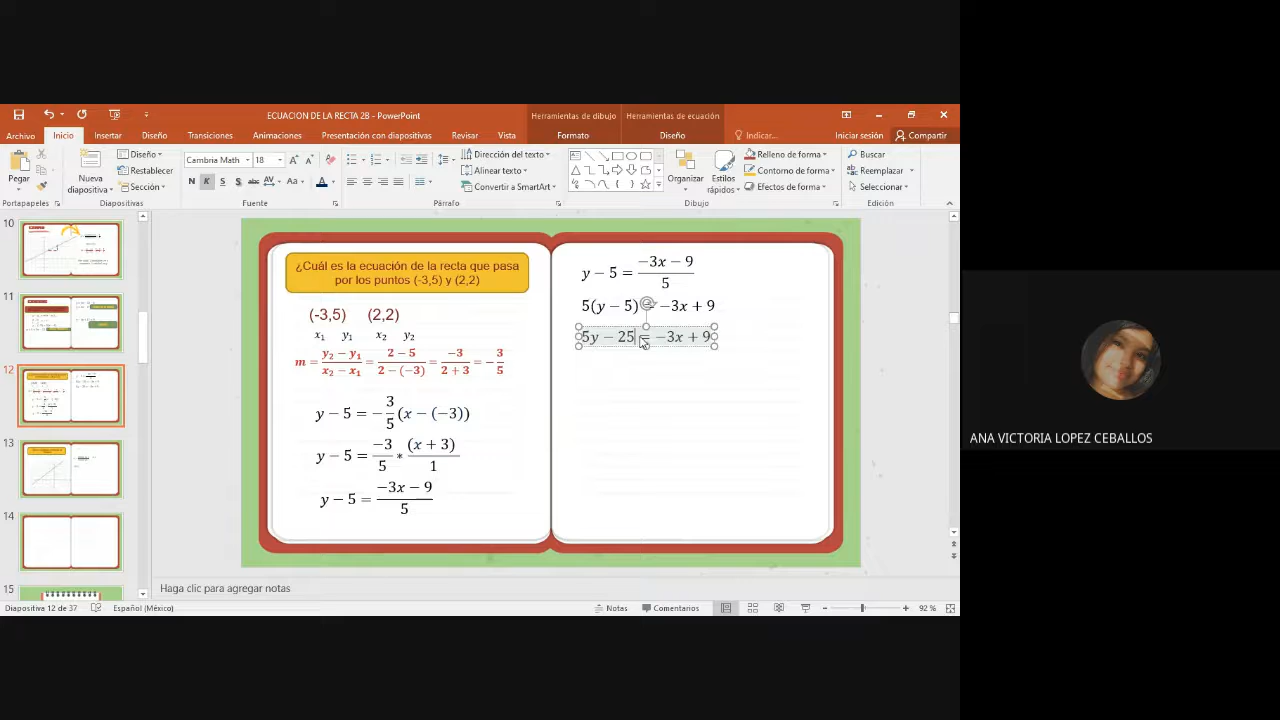 ECUACION DE LA RECTA 2B - PowerPoint
Herramientas de dibujo
Herramientas de ecuación
Archivo
Inicio
Insertar
Diseño
Transiciones
Animaciones
Presentación con diapositivas
Revisar
Vista
Formato
Diseño
Indicar...
Iniciar sesión
Compartir
Pegar
Nueva
diapositiva
Diseño
Restablecer
Sección
Cambria Math
18
N K S S abc AV Aa A
Dirección del texto
Alinear texto
Convertir a SmartArt
Organizar
Estilos
rápidos
Relleno de forma
Contorno de forma
Efectos de forma
Buscar
Reemplazar
Seleccionar
Portapapeles
Diapositivas
Fuente
Párrafo
Dibujo
Edición
10
11
12
13
14
15
¿Cuál es la ecuación de la recta que pasa
por los puntos (-3,5) y (2,2)
(-3,5) (2,2)
x₁ y₁ x₂ y₂
m = (y₂ − y₁)/(x₂ − x₁) = (2 − 5)/(2 − (−3)) = −3/(2 + 3) = −3/5
y − 5 = −3/5 (x − (−3))
y − 5 = −3/5 * (x + 3)/1
y − 5 = (−3x − 9)/5
y − 5 = (−3x − 9)/5
5(y − 5) = −3x + 9
5y − 25 = −3x + 9
ANA VICTORIA LOPEZ CEBALLOS
Haga clic para agregar notas
Diapositiva 12 de 37
Español (México)
Notas
Comentarios
92 %